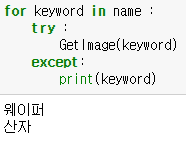 for keyword in name :
try :
GetImage(keyword)
except:
print(keyword)
웨이퍼
산자